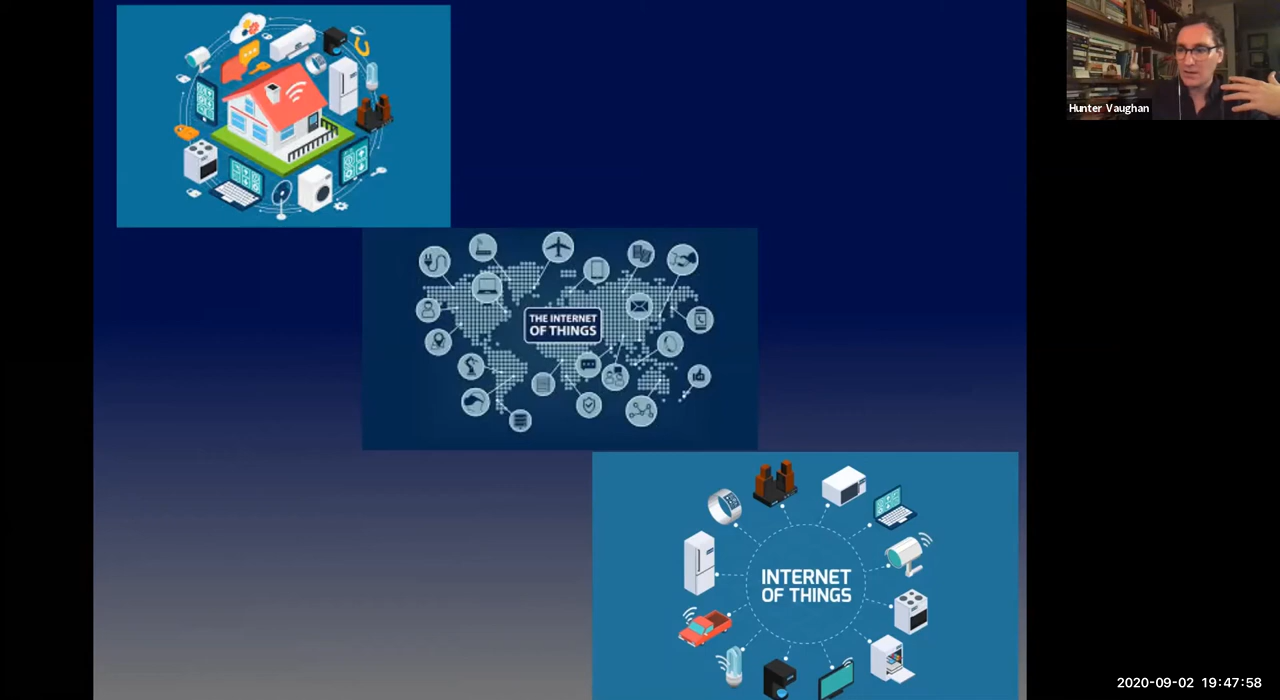 Hunter Vaughan
THE INTERNET
OF THINGS
INTERNET
OF THINGS
2020-09-02 19:47:58